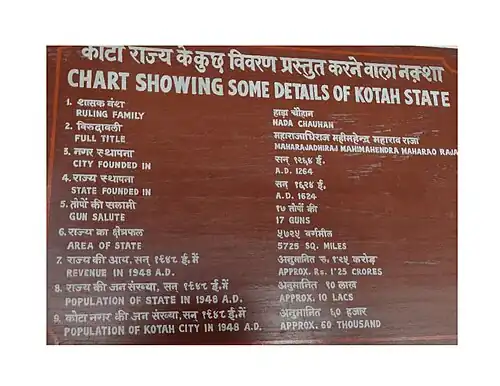 कोटा राज्य के कुछ विवरण प्रस्तुत करने वाला नक़्शा
CHART SHOWING SOME DETAILS OF KOTAH STATE
1. शासक वंश हाड़ा चौहान
RULING FAMILY HADA CHAUHAN
2. विरुदावली महाराजाधिराज महीमहेन्द्र महाराव राजा
FULL TITLE MAHARAJADHIRAJ MAHIMAHENDRA MAHARAO RAJA
3. नगर स्थापना सन् १२६४ ई.
CITY FOUNDED IN A.D. 1264
4. राज्य स्थापना सन् १६२४ ई.
STATE FOUNDED IN A.D. 1624
5. तोपों की सलामी १७ तोपों की
GUN SALUTE 17 GUNS
6. राज्य का क्षेत्रफल ५७२५ वर्गमील
AREA OF STATE 5725 SQ. MILES
7. राज्य की आय, सन् १९४८ ई. में अनुमानित रु. १.२५ करोड़
REVENUE IN 1948 A.D. APPROX. Rs. 1.25 CRORES
8. राज्य की जन संख्या, सन् १९४८ ई. में अनुमानित १० लाख
POPULATION OF STATE IN 1948 A.D. APPROX. 10 LACS
9. कोटा नगर की जन संख्या, सन् १९४८ ई. में अनुमानित ६० हजार
POPULATION OF KOTAH CITY IN 1948 A.D. APPROX. 60 THOUSAND